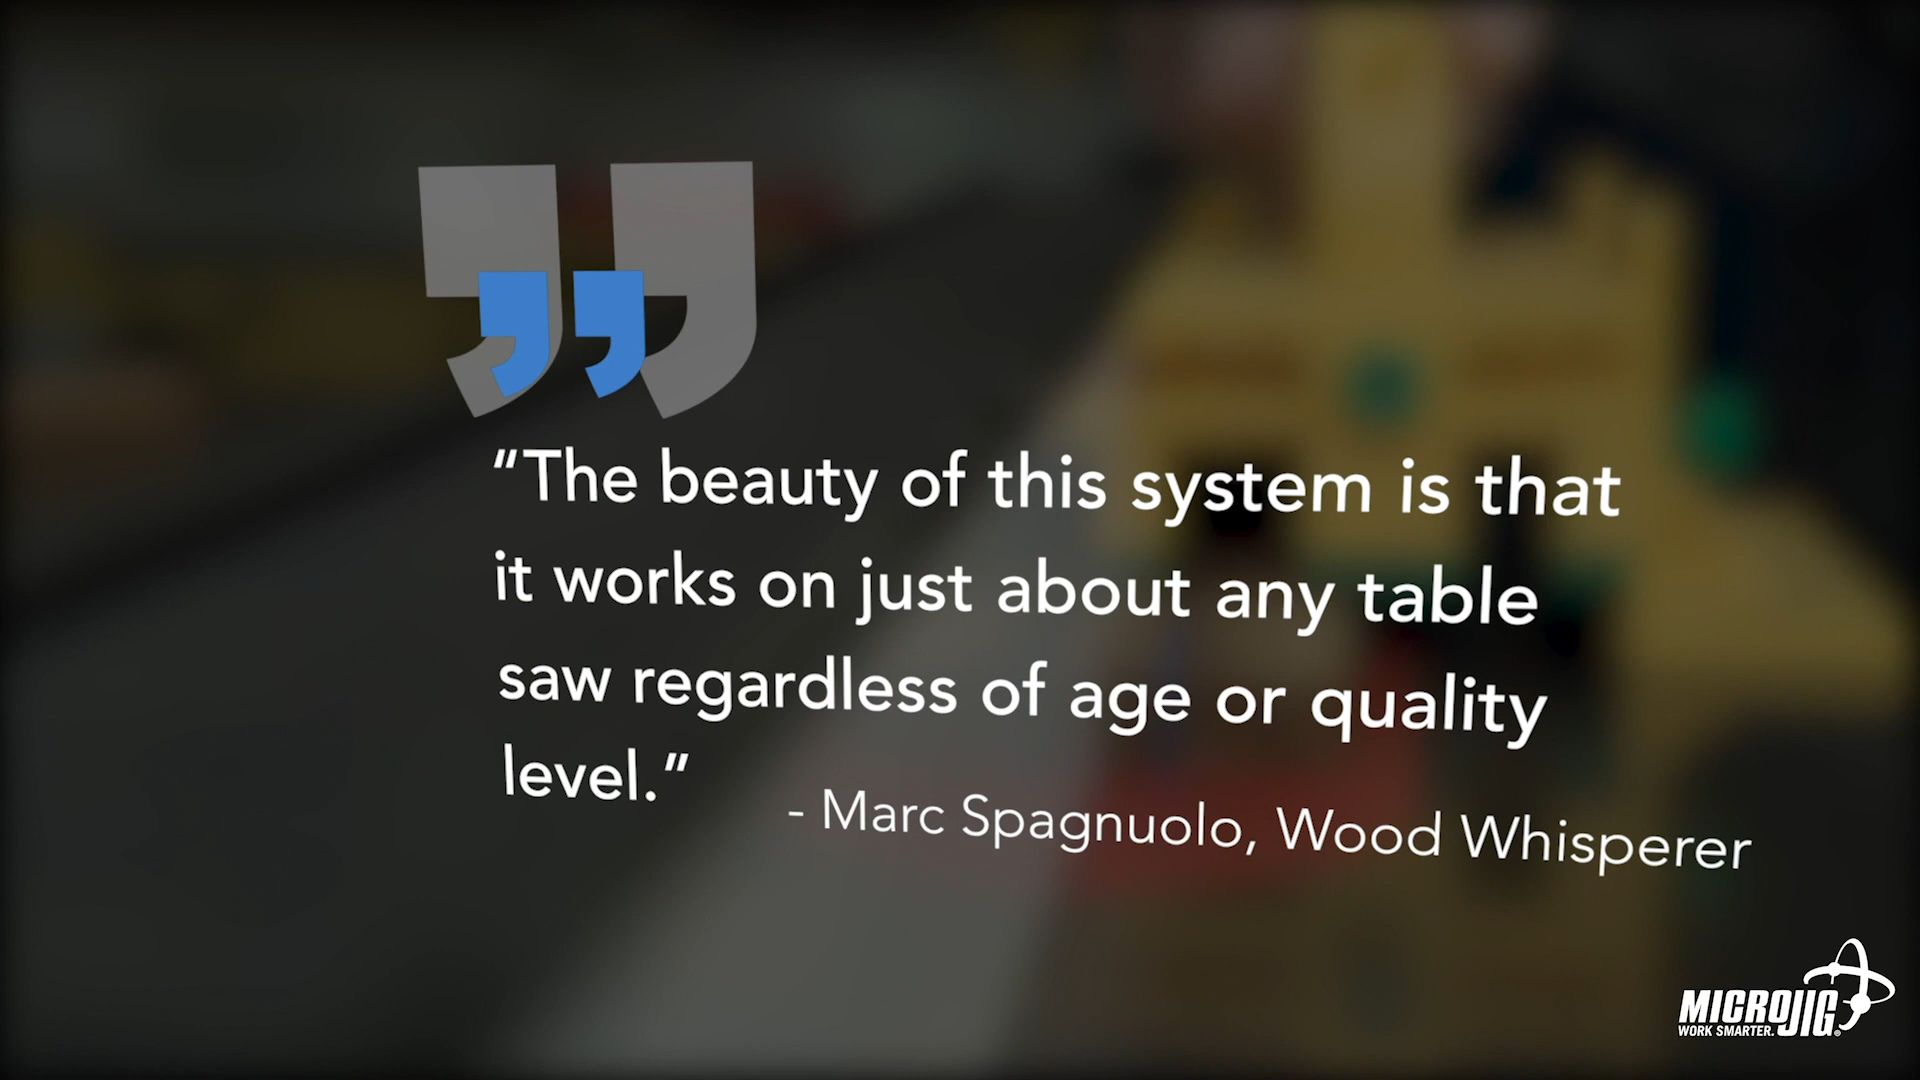 “The beauty of this system is that
it works on just about any table
saw regardless of age or quality
level.”
- Marc Spagnuolo, Wood Whisperer
MICROJIG®
WORK SMARTER.